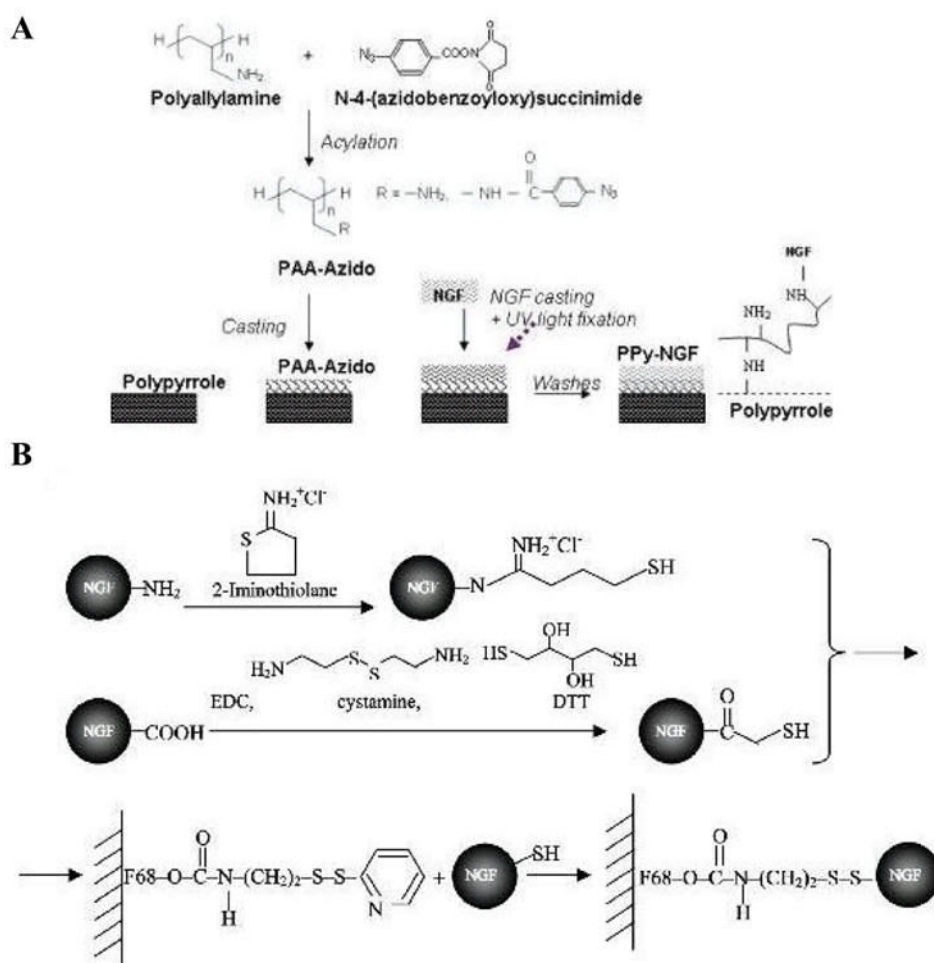 A
H
n
H
NH2
+
N3
COON
O
O
Polyallylamine
N-4-(azidobenzoyloxy)succinimide
Acylation
H
n
H
R
R = —NH2, —NH—C
O
N3
PAA-Azido
NGF
NGF casting
+ UV light fixation
Casting
PAA-Azido
Polypyrrole
Washes
PPy-NGF
NGF
NH
NH2
NH
Polypyrrole
B
NH2+Cl-
S
NGF
NH2
2-Iminothiolane
NH2+Cl-
NGF
N
SH
H2N
S
S
NH2
HS
OH
OH
SH
EDC,
cystamine,
DTT
NGF
COOH
NGF
C
O
SH
F68-O-C-N-(CH2)2-S-S
O
H
N
+
NGF
SH
F68-O-C-N-(CH2)2-S-S
O
H
NGF